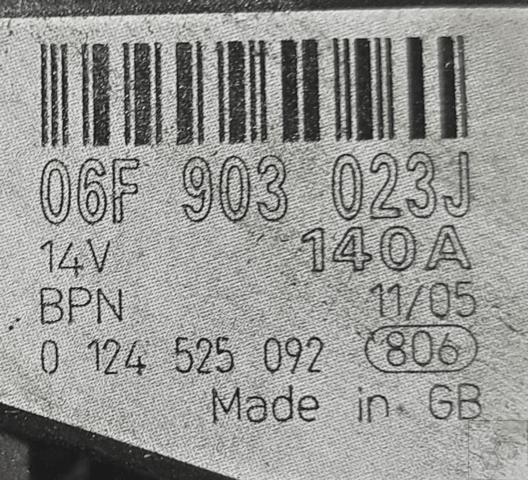 06F 903 023J
14V 140A
BPN 11/05
0 124 525 092 806
Made in GB